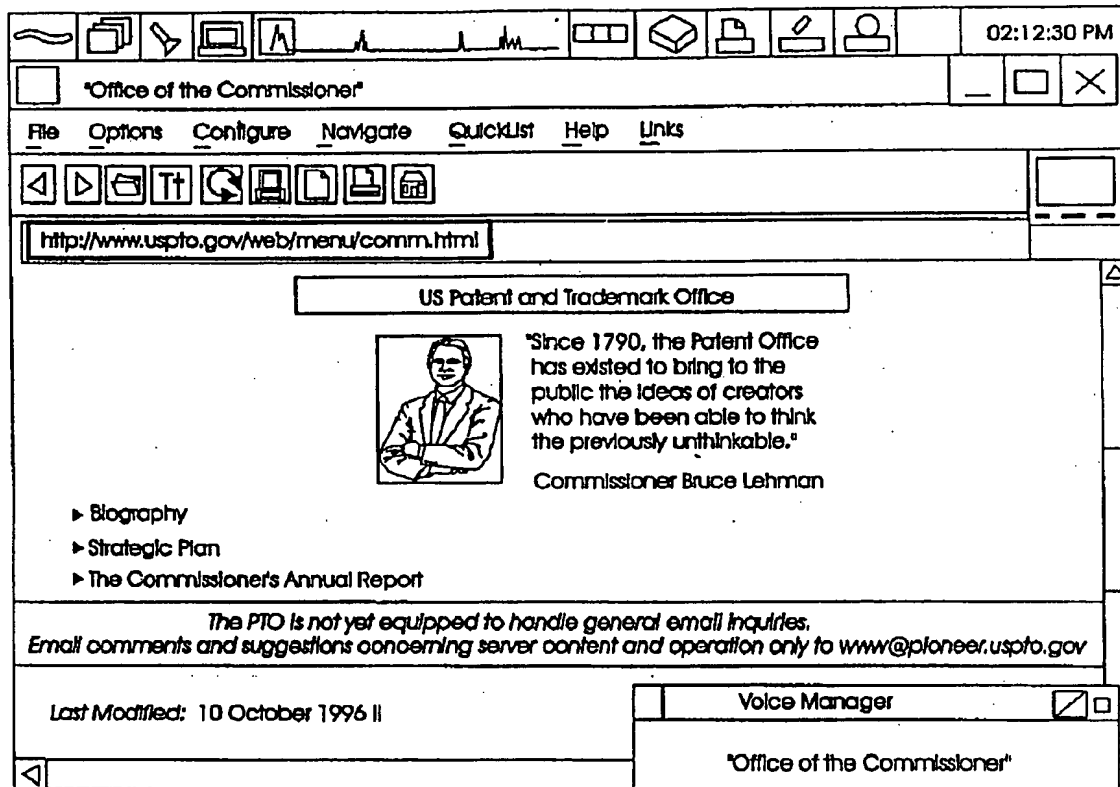 02:12:30 PM
"Office of the Commissioner"
File Options Configure Navigate QuickList Help Links
T†
http://www.uspto.gov/web/menu/comm.html
US Patent and Trademark Office
"Since 1790, the Patent Office
has existed to bring to the
public the ideas of creators
who have been able to think
the previously unthinkable."
Commissioner Bruce Lehman
▸ Biography
▸ Strategic Plan
▸ The Commissioner's Annual Report
The PTO is not yet equipped to handle general email inquiries.
Email comments and suggestions concerning server content and operation only to www@pioneer.uspto.gov
Last Modified: 10 October 1996 ||
Voice Manager
"Office of the Commissioner"